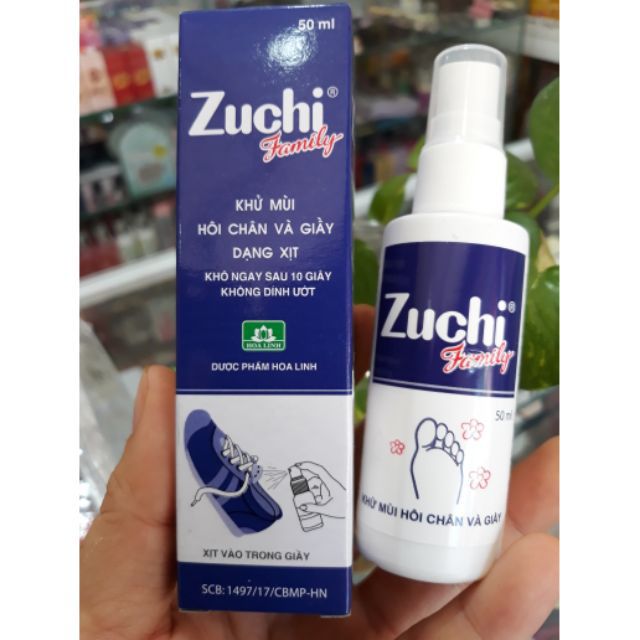 50 ml
Zuchi®
Family
KHỬ MÙI
HÔI CHÂN VÀ GIẦY
DẠNG XỊT
KHÔ NGAY SAU 10 GIÂY
KHÔNG DÍNH ƯỚT
HOA LINH
DƯỢC PHẨM HOA LINH
XỊT VÀO TRONG GIẦY
SCB: 1497/17/CBMP-HN
Zuchi®
Family
50 ml
KHỬ MÙI HÔI CHÂN VÀ GIẦY